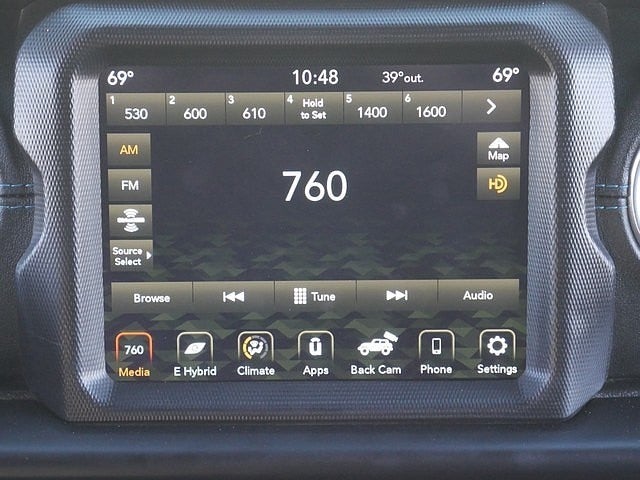 69° 10:48 39°out. 69°
1 530 2 600 3 610 4 Hold to Set 5 1400 6 1600
AM
Map
760
FM
HD
Source
Select
Browse Tune Audio
760
Media E Hybrid Climate Apps Back Cam Phone Settings